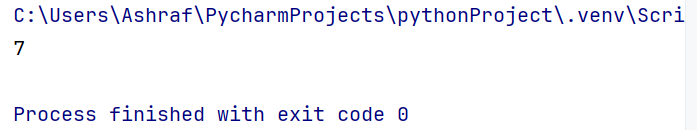 C:\Users\Ashraf\PycharmProjects\pythonProject\.venv\Scri
7
Process finished with exit code 0